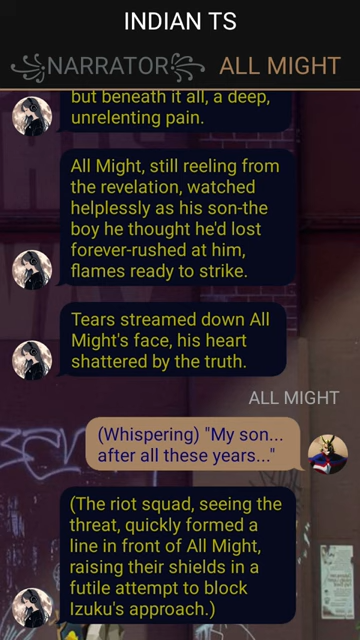 INDIAN TS
NARRATOR ALL MIGHT
but beneath it all, a deep,
unrelenting pain.
All Might, still reeling from
the revelation, watched
helplessly as his son-the
boy he thought he'd lost
forever-rushed at him,
flames ready to strike.
Tears streamed down All
Might's face, his heart
shattered by the truth.
ALL MIGHT
(Whispering) "My son...
after all these years..."
(The riot squad, seeing the
threat, quickly formed a
line in front of All Might,
raising their shields in a
futile attempt to block
Izuku's approach.)